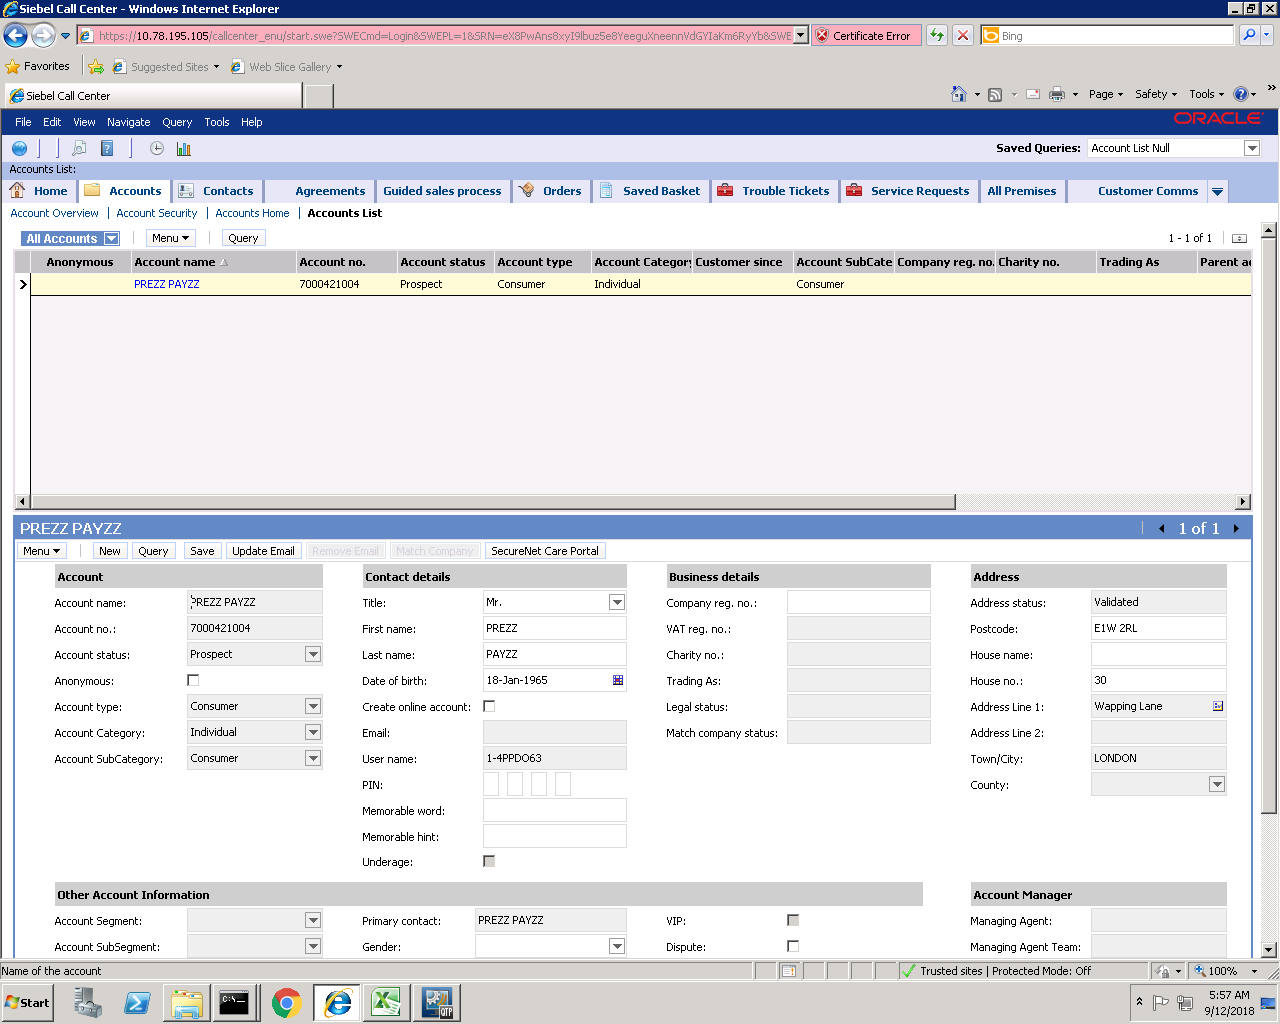 Siebel Call Center - Windows Internet Explorer
https://10.78.195.105/callcenter_enu/start.swe?SWECmd=Login&SWEPL=1&SRN=eX8PwAns8xyI9lbuz5e8YeeguXneennVdGYIaKm6RyYb&SWE
Certificate Error
Bing
Favorites
Suggested Sites
Web Slice Gallery
Siebel Call Center
Page
Safety
Tools
File Edit View Navigate Query Tools Help
ORACLE
Saved Queries: Account List Null
Accounts List:
Home Accounts Contacts Agreements Guided sales process Orders Saved Basket Trouble Tickets Service Requests All Premises Customer Comms
Account Overview | Account Security | Accounts Home | Accounts List
All Accounts Menu Query 1 - 1 of 1
Anonymous Account name Account no. Account status Account type Account Category Customer since Account SubCate Company reg. no. Charity no. Trading As Parent ac
PREZZ PAYZZ 7000421004 Prospect Consumer Individual Consumer
PREZZ PAYZZ 1 of 1
Menu New Query Save Update Email Remove Email Match Company SecureNet Care Portal
Account Contact details Business details Address
Account name: PREZZ PAYZZ Title: Mr. Company reg. no.: Address status: Validated
Account no.: 7000421004 First name: PREZZ VAT reg. no.: Postcode: E1W 2RL
Account status: Prospect Last name: PAYZZ Charity no.: House name:
Anonymous: Date of birth: 18-Jan-1965 Trading As: House no.: 30
Account type: Consumer Create online account: Legal status: Address Line 1: Wapping Lane
Account Category: Individual Email: Match company status: Address Line 2:
Account SubCategory: Consumer User name: 1-4PPDO63 Town/City: LONDON
PIN: County:
Memorable word:
Memorable hint:
Underage:
Other Account Information Account Manager
Account Segment: Primary contact: PREZZ PAYZZ VIP: Managing Agent:
Account SubSegment: Gender: Dispute: Managing Agent Team:
Name of the account
Trusted sites | Protected Mode: Off
100%
Start
C:\.
QTP
5:57 AM
9/12/2018